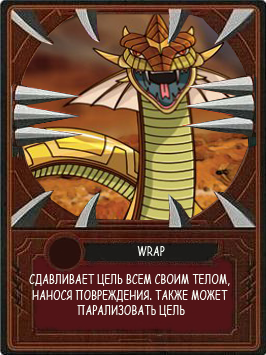 WRAP
СДАВЛИВАЕТ ЦЕЛЬ ВСЕМ СВОИМ ТЕЛОМ,
НАНОСЯ ПОВРЕЖДЕНИЯ. ТАКЖЕ МОЖЕТ
ПАРАЛИЗОВАТЬ ЦЕЛЬ